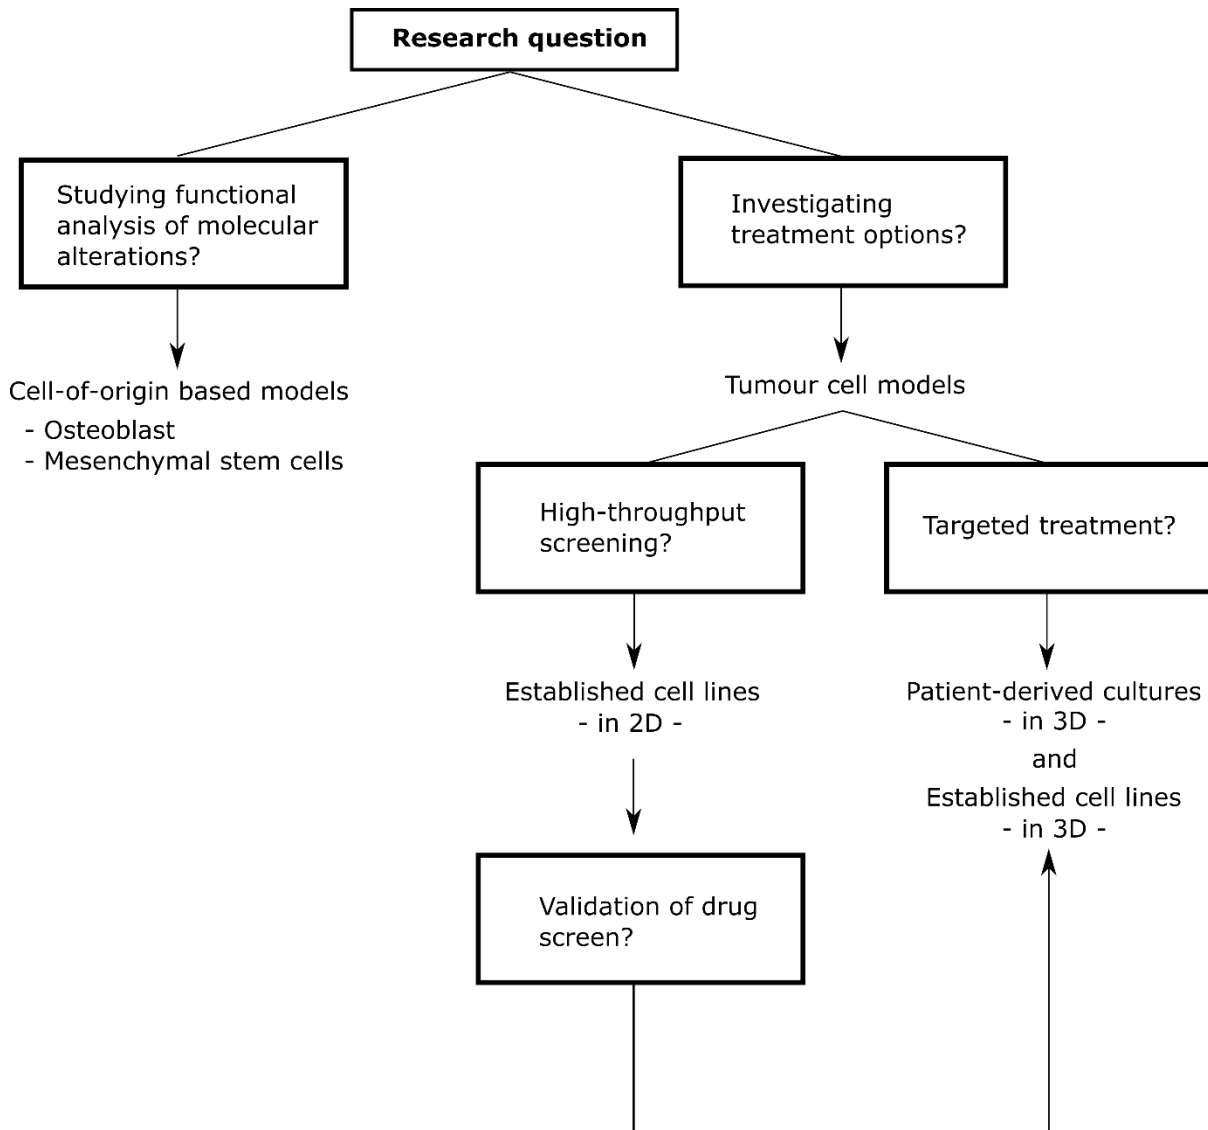 Research question
Studying functional
analysis of molecular
alterations?
Investigating
treatment options?
Cell-of-origin based models
- Osteoblast
- Mesenchymal stem cells
Tumour cell models
High-throughput
screening?
Targeted treatment?
Established cell lines
- in 2D -
Patient-derived cultures
- in 3D -
and
Established cell lines
- in 3D -
Validation of drug
screen?